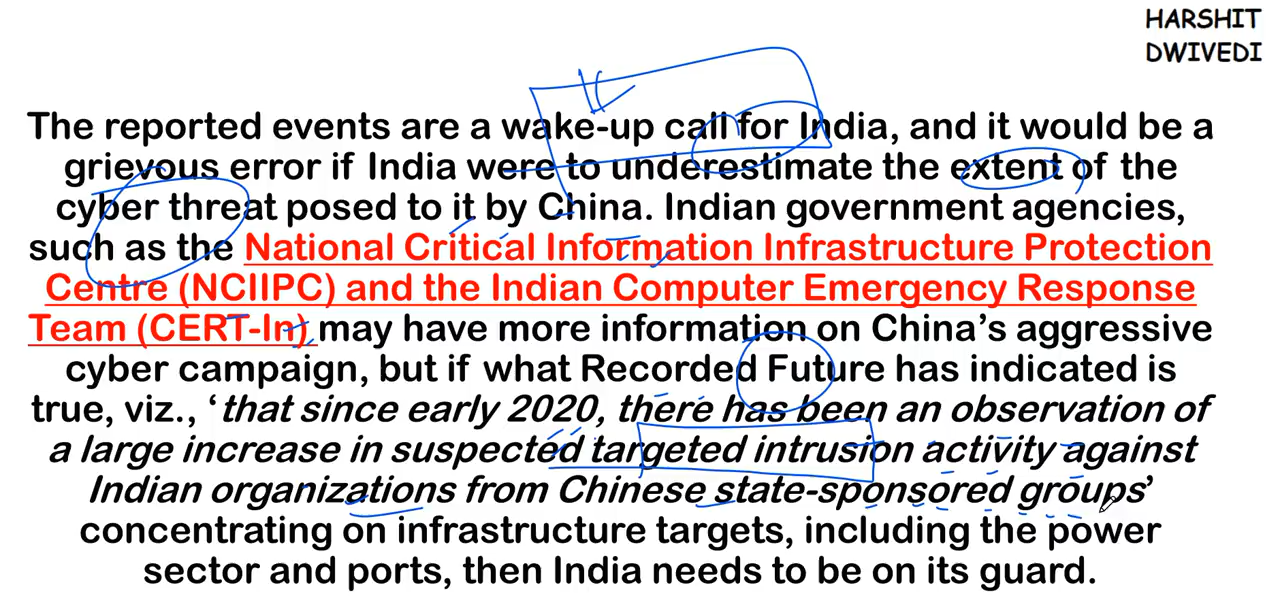 HARSHIT
DWIVEDI
The reported events are a wake-up call for India, and it would be a
grievous error if India were to underestimate the extent of the
cyber threat posed to it by China. Indian government agencies,
such as the National Critical Information Infrastructure Protection
Centre (NCIIPC) and the Indian Computer Emergency Response
Team (CERT-In) may have more information on China’s aggressive
cyber campaign, but if what Recorded Future has indicated is
true, viz., ‘that since early 2020, there has been an observation of
a large increase in suspected targeted intrusion activity against
Indian organizations from Chinese state-sponsored groups’
concentrating on infrastructure targets, including the power
sector and ports, then India needs to be on its guard.